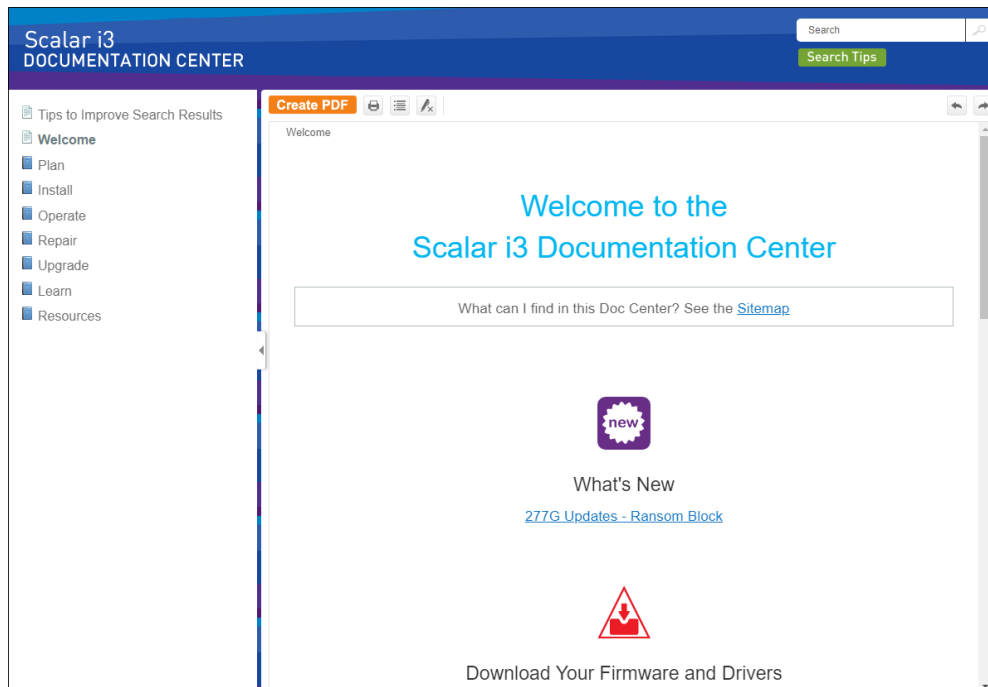 Scalar i3
DOCUMENTATION CENTER
Search
Search Tips
Tips to Improve Search Results
Welcome
Plan
Install
Operate
Repair
Upgrade
Learn
Resources
Create PDF
Welcome
Welcome to the
Scalar i3 Documentation Center
What can I find in this Doc Center? See the Sitemap
new
What's New
277G Updates - Ransom Block
Download Your Firmware and Drivers